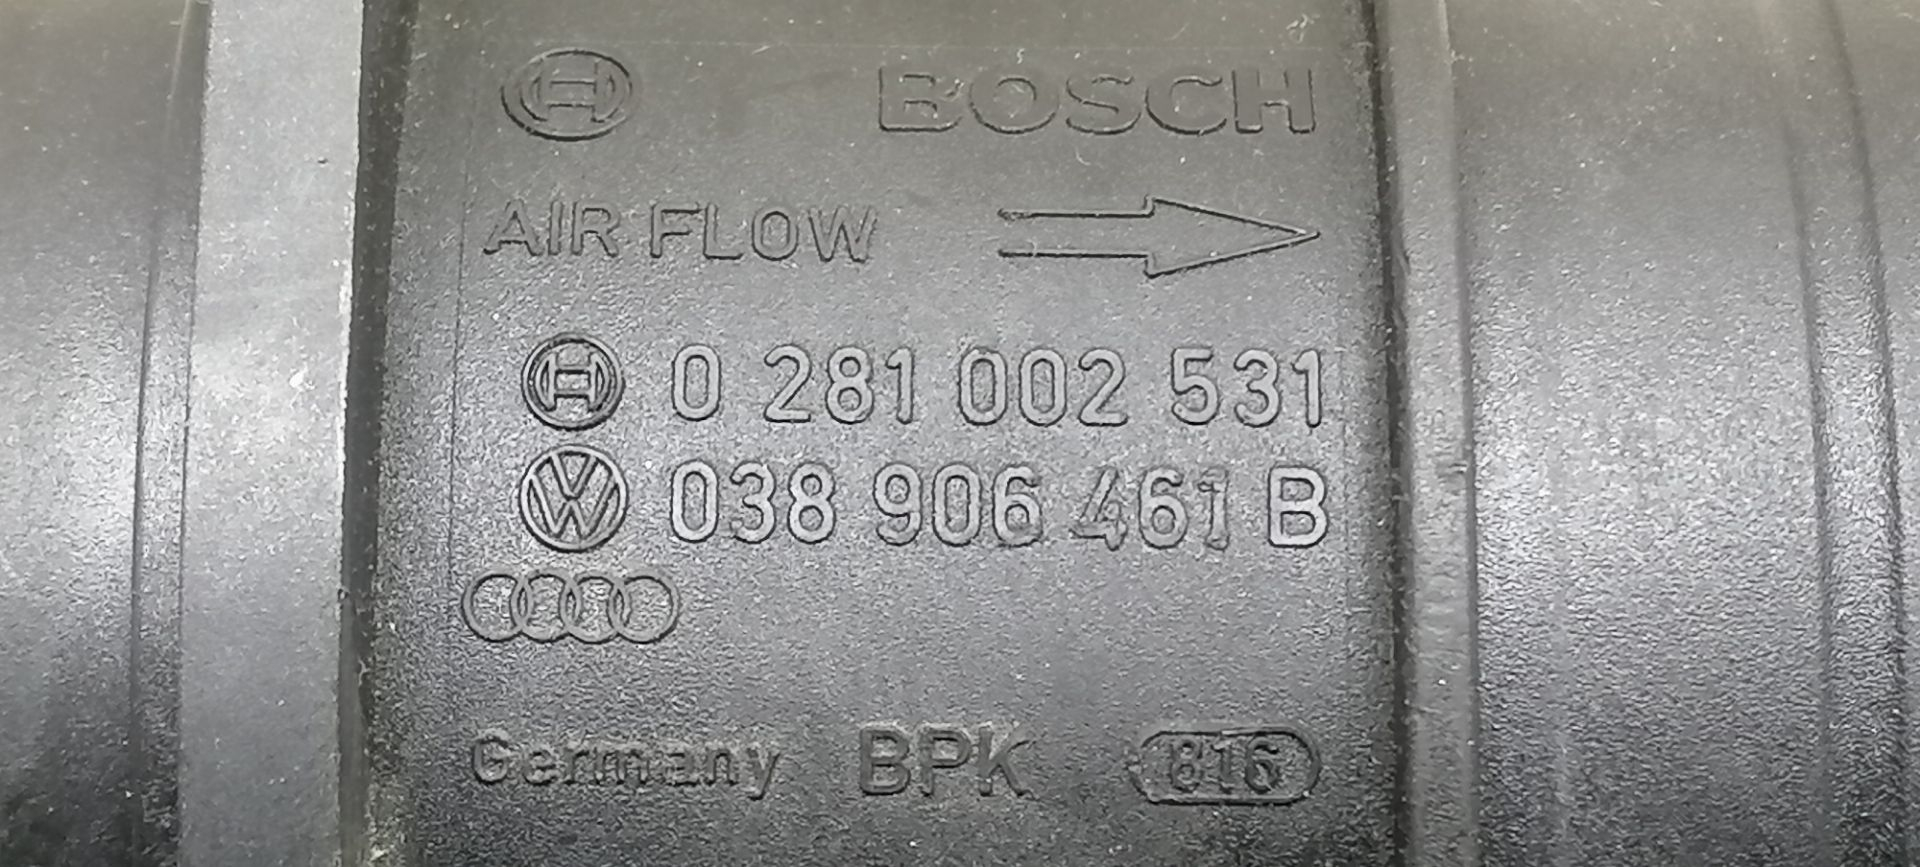 BOSCH
AIR FLOW
0 281 002 531
038 906 461 B
Germany BPK 816